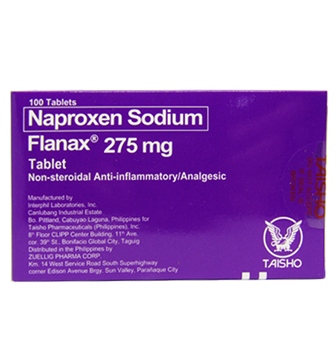 100 Tablets
Naproxen Sodium
Flanax® 275 mg
Tablet
Non-steroidal Anti-inflammatory/Analgesic
Manufactured by
Interphil Laboratories, Inc.
Canlubang Industrial Estate
Bo. Pittland, Cabuyao Laguna, Philippines for
Taisho Pharmaceuticals (Philippines), Inc.
8th Floor CLIPP Center Building, 11th Ave.
cor. 39th St., Bonifacio Global City, Taguig
Distributed in the Philippines by
ZUELLIG PHARMA CORP.
Km. 14 West Service Road South Superhighway
corner Edison Avenue Brgy. Sun Valley, Parañaque City
TAISHO
TAISHO